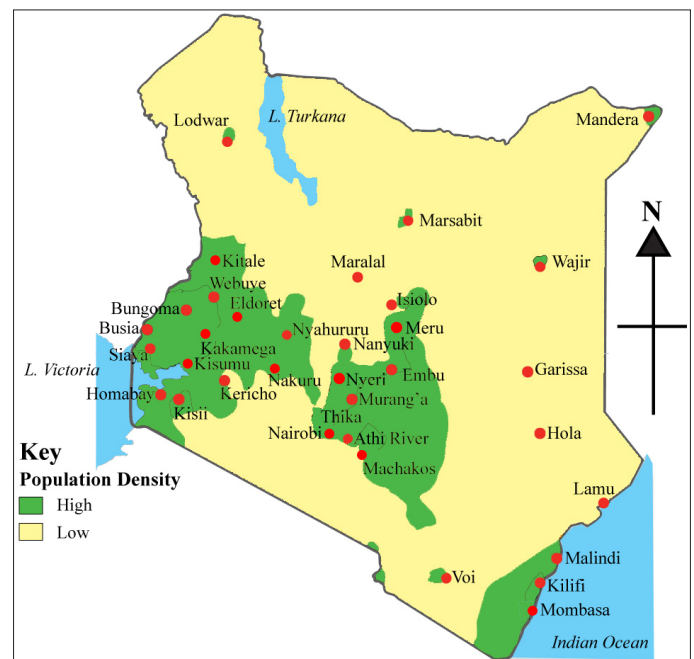 Lodwar
L. Turkana
Mandera
Marsabit
N
Kitale
Maralal
Wajir
Webuye
Bungoma
Eldoret
Isiolo
Busia
Nyahururu
Meru
Siaya
Kakamega
Nanyuki
L. Victoria
Kisumu
Nakuru
Nyeri
Embu
Garissa
Homabay
Kericho
Kisii
Murang'a
Thika
Nairobi
Athi River
Hola
Machakos
Key
Population Density
High
Low
Lamu
Malindi
Voi
Kilifi
Mombasa
Indian Ocean